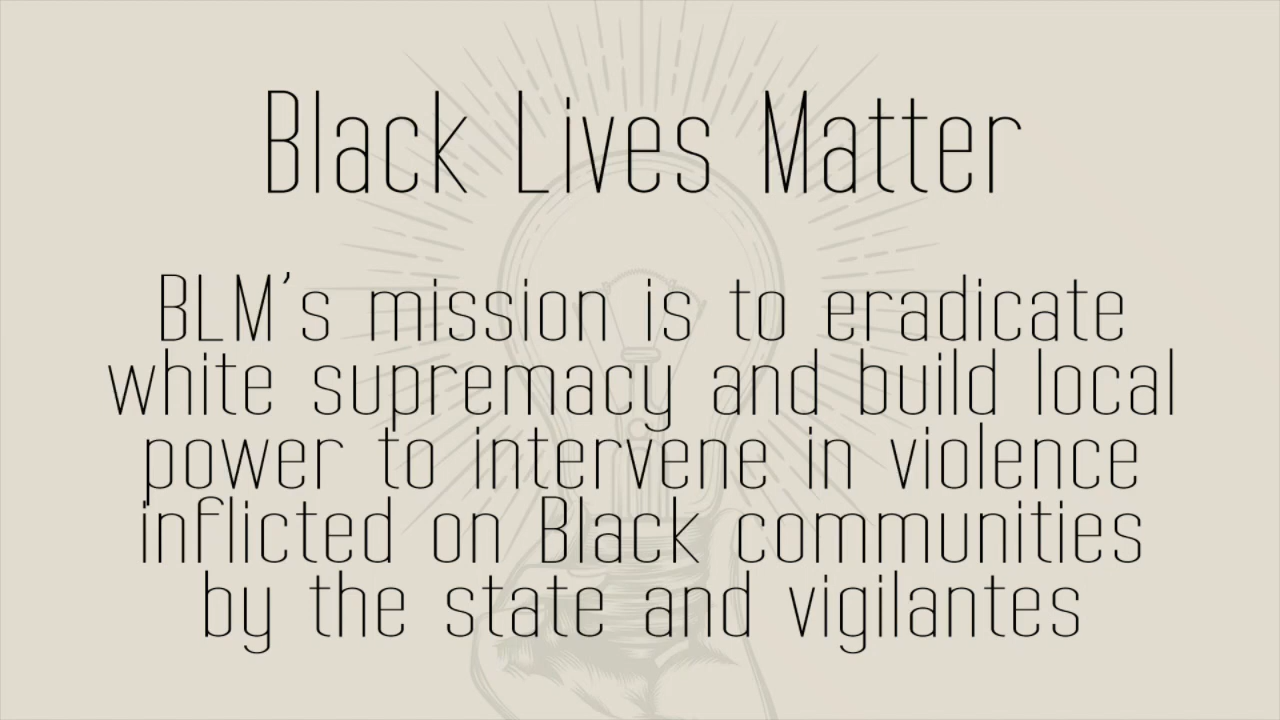 Black Lives Matter
BLM's mission is to eradicate
white supremacy and build local
power to intervene in violence
inflicted on Black communities
by the state and vigilantes